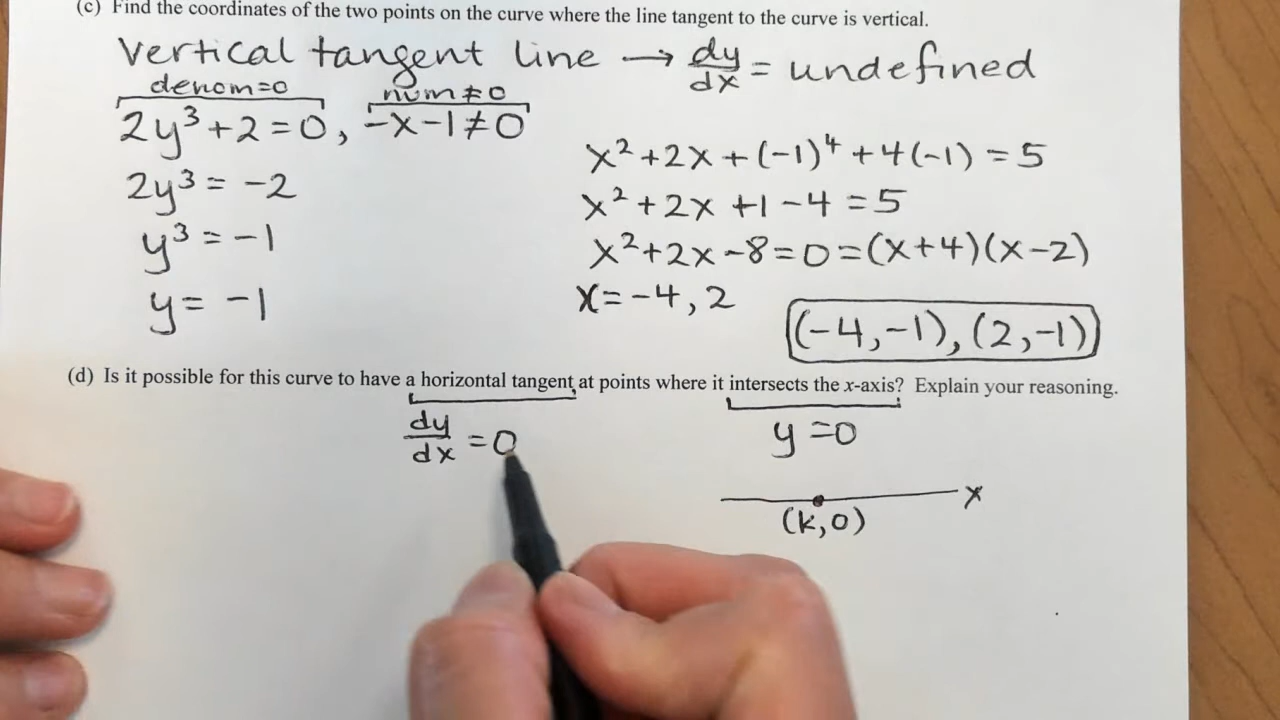 (c) Find the coordinates of the two points on the curve where the line tangent to the curve is vertical.
vertical tangent line → dy/dx = undefined
denom=0 num≠0
2y³+2=0, -x-1≠0
2y³ = -2
y³ = -1
y = -1
x²+2x+(-1)⁴+4(-1)=5
x²+2x+1-4=5
x²+2x-8=0=(x+4)(x-2)
x=-4,2
(-4,-1),(2,-1)
(d) Is it possible for this curve to have a horizontal tangent at points where it intersects the x-axis? Explain your reasoning.
dy/dx = 0
y=0
x
(k,0)